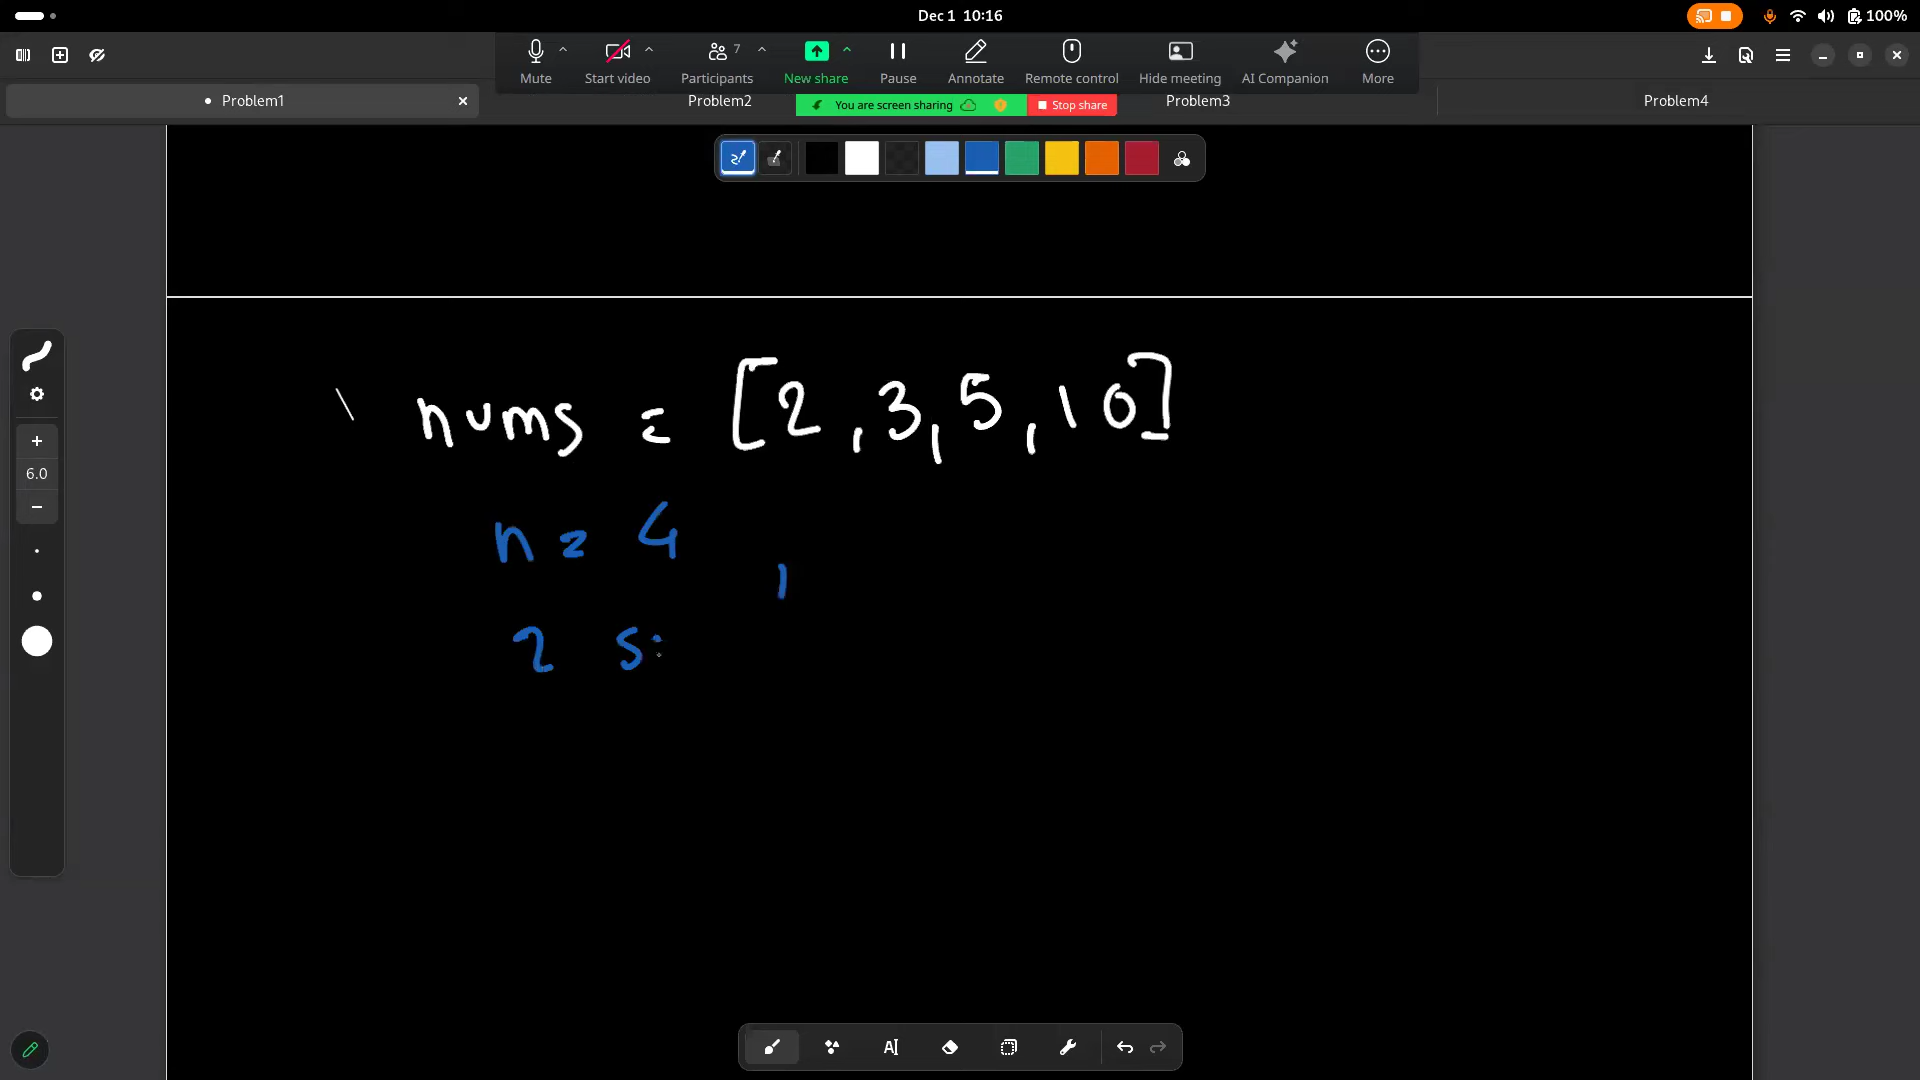 Dec 1 10:16
Mute
Start video
7
Participants
New share
Pause
Annotate
Remote control
Hide meeting
AI Companion
More
Problem1
Problem2
You are screen sharing
Stop share
Problem3
Problem4
6.0
100%
nums = [2, 3, 5, 10]
n = 4
2 s:
AI